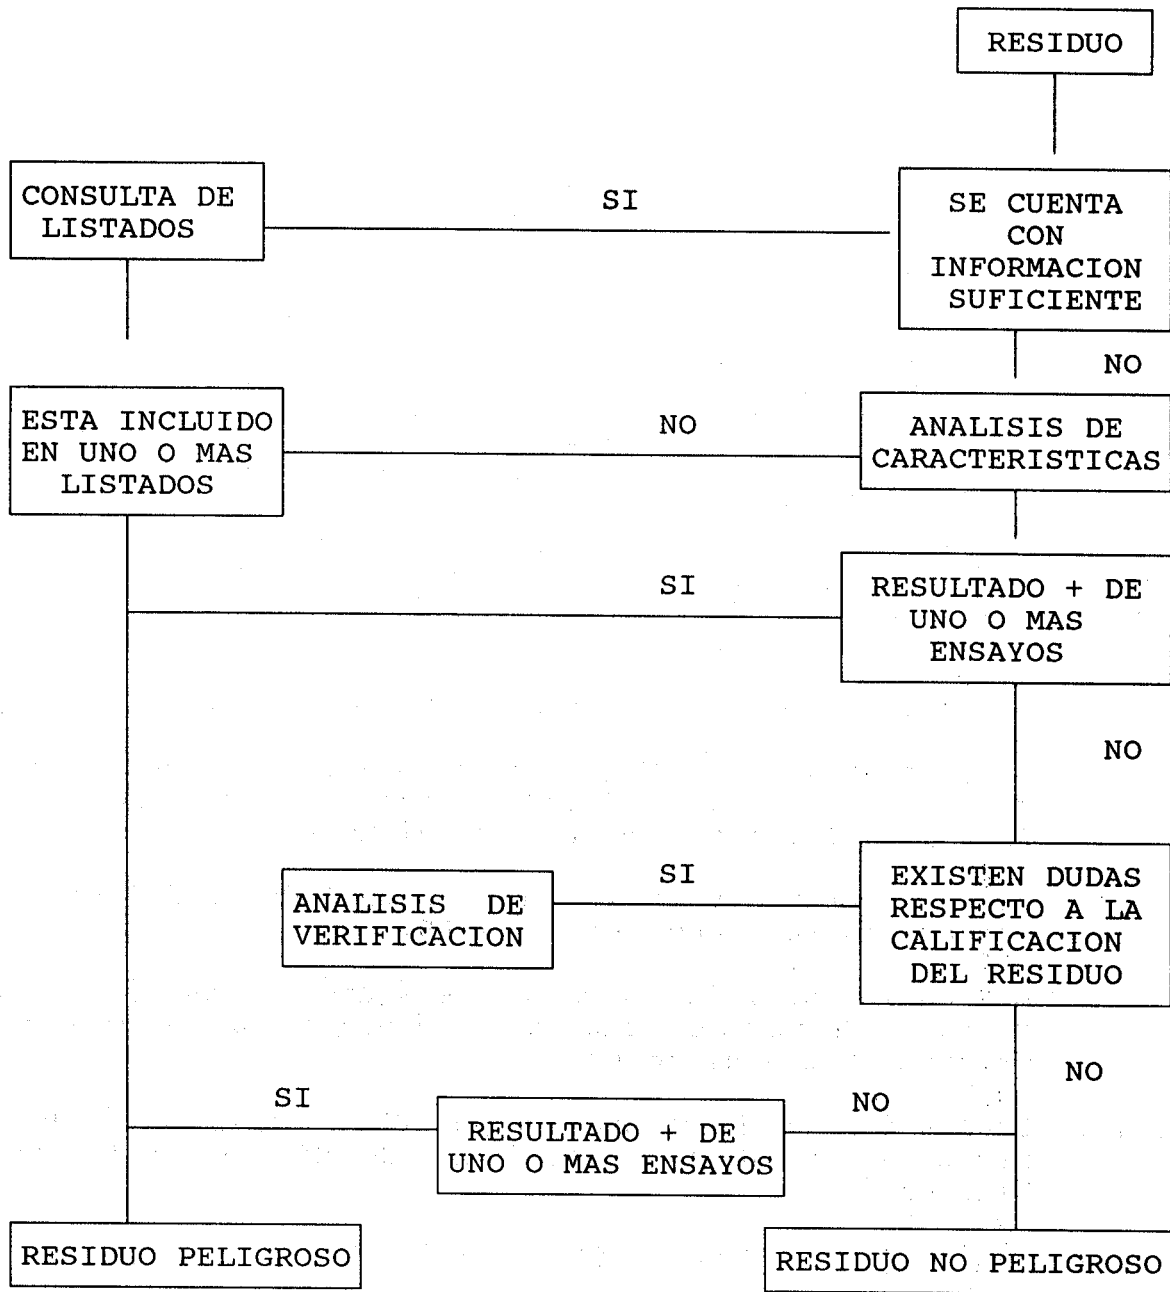 RESIDUO
CONSULTA DE
LISTADOS
SI
SE CUENTA
CON
INFORMACION
SUFICIENTE
NO
ESTA INCLUIDO
EN UNO O MAS
LISTADOS
NO
ANALISIS DE
CARACTERISTICAS
SI
RESULTADO + DE
UNO O MAS
ENSAYOS
NO
ANALISIS DE
VERIFICACION
SI
EXISTEN DUDAS
RESPECTO A LA
CALIFICACION
DEL RESIDUO
NO
SI
RESULTADO + DE
UNO O MAS ENSAYOS
NO
RESIDUO PELIGROSO
RESIDUO NO PELIGROSO